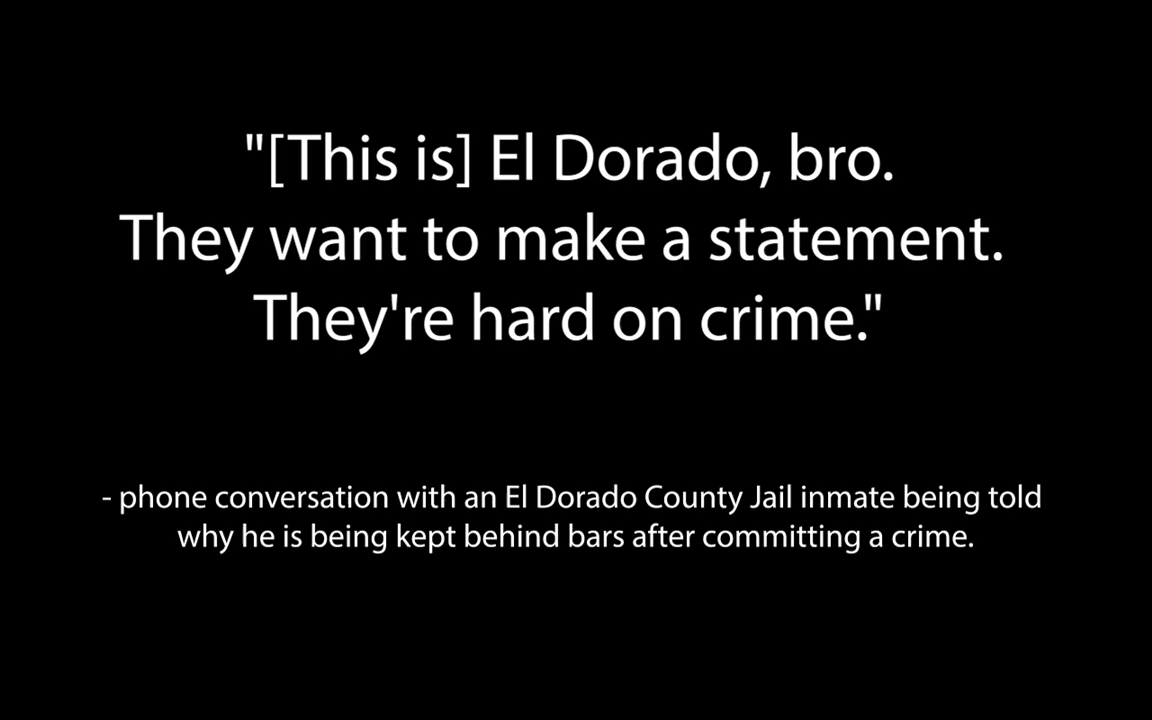 "[This is] El Dorado, bro.
They want to make a statement.
They're hard on crime."
- phone conversation with an El Dorado County Jail inmate being told
why he is being kept behind bars after committing a crime.